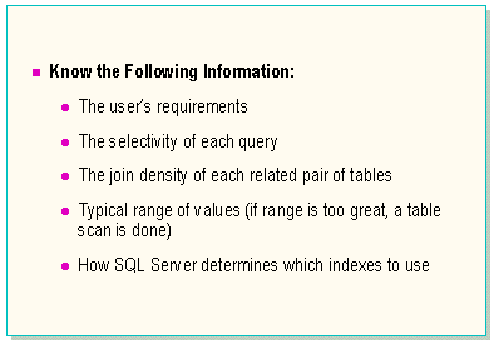 Know the Following Information:
The user's requirements
The selectivity of each query
The join density of each related pair of tables
Typical range of values (if range is too great, a table
scan is done)
How SQL Server determines which indexes to use